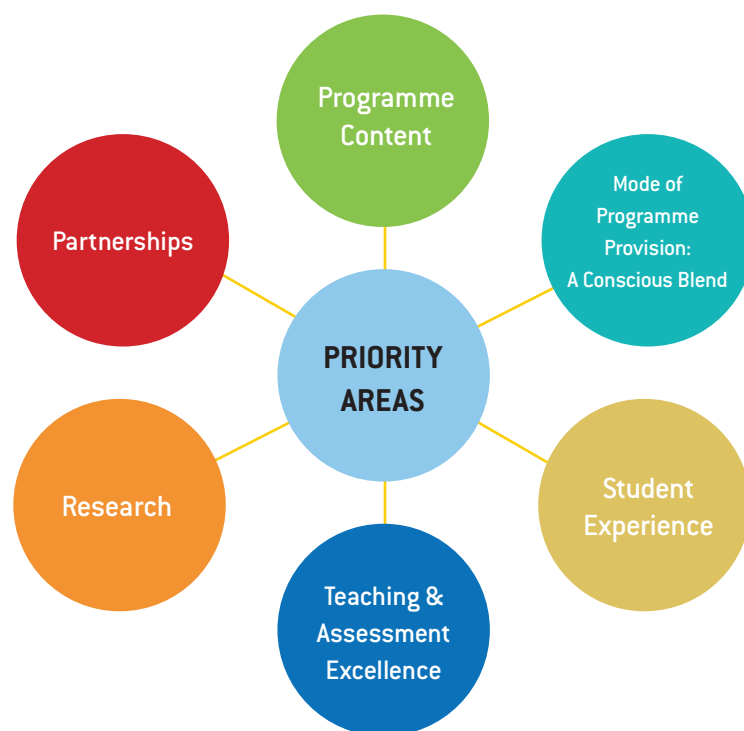 Programme
Content
Mode of
Programme
Provision:
A Conscious Blend
Partnerships
PRIORITY
AREAS
Research
Student
Experience
Teaching &
Assessment
Excellence